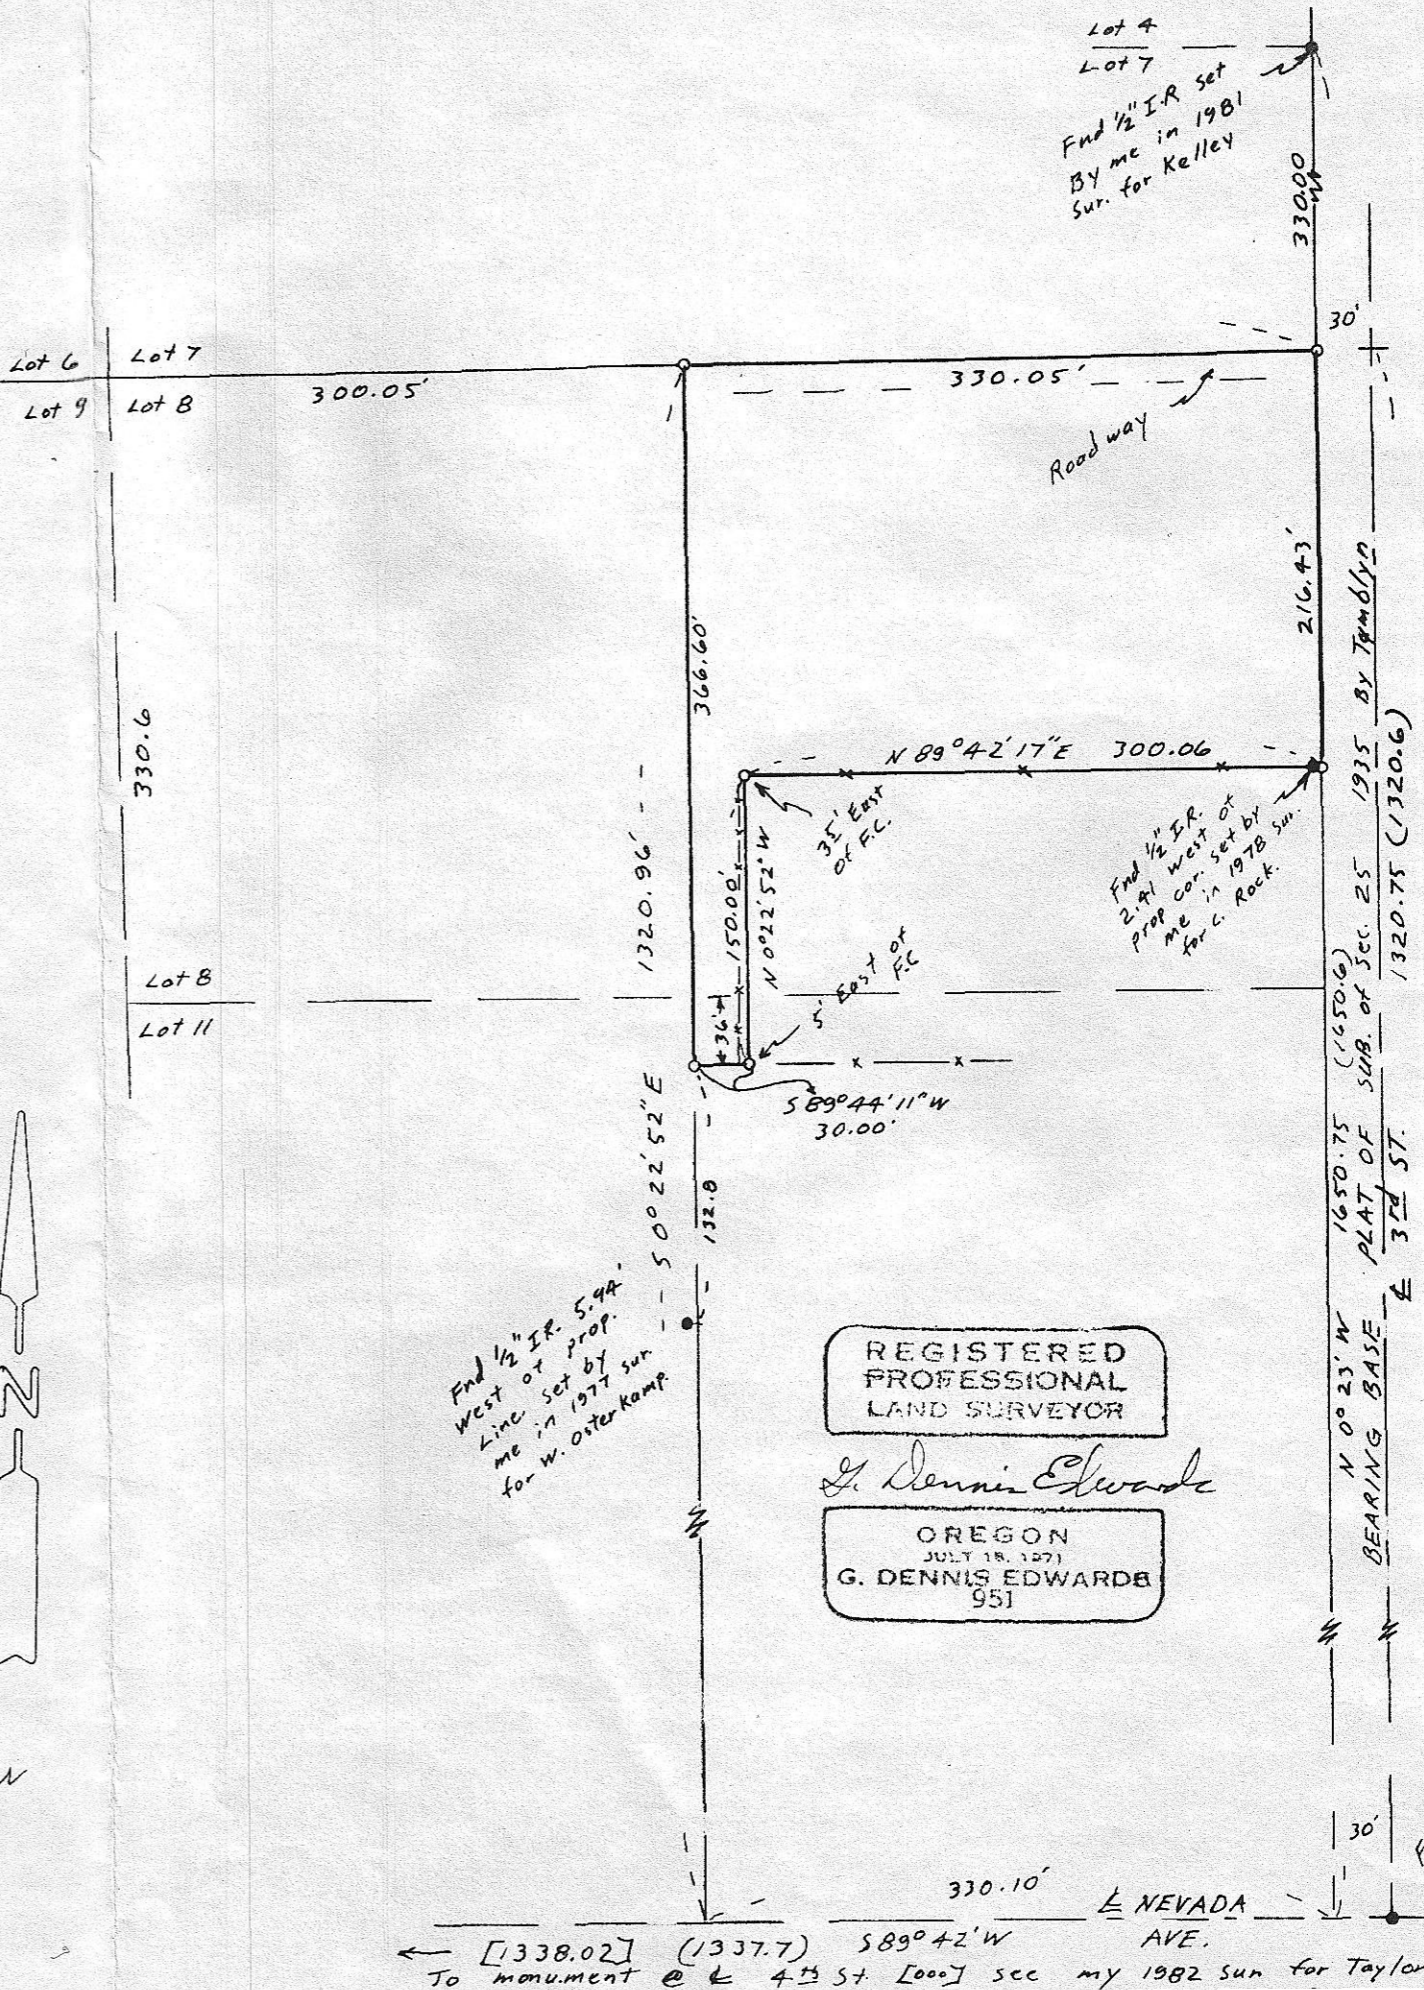 Lot 4
Lot 7
Fnd 1/2" I.R set
By me in 1981
Sur. for Kelley
330.00
30'
Lot 6
Lot 7
Lot 9
Lot 8
300.05'
330.05'
Roadway
216.43'
366.60'
330.6
N 89°42'17"E 300.06
35' East
of F.C.
Fnd 1/2" I.R.
2.41 west of
prop cor. set by
me in 1978 sur.
for C. Rock.
150.00'
N 0°22'52" W
1320.96'
5' East of
F.C
36'
Lot 8
Lot 11
S 89°44'11" W
30.00'
S 0° 22' 52" E
132.8
Fnd 1/2" I.R. 5.94'
west of prop.
Line. set by
me in 1977 sur.
for W. Osterkamp.
N 0° 23' W 1650.75 (1650.6)
BEARING BASE PLAT OF SUB. of Sec. 25 1935 By Tamblyn
℄ 3rd ST. 1320.75 (1320.6)
N
REGISTERED
PROFESSIONAL
LAND SURVEYOR
G. Dennis Edwards
OREGON
JULY 18, 1971
G. DENNIS EDWARDS
951
30'
330.10'
℄ NEVADA
AVE.
[1338.02] (1337.7) S 89° 42' W
To monument @ ℄ 4th St [000] see my 1982 sur for Taylor